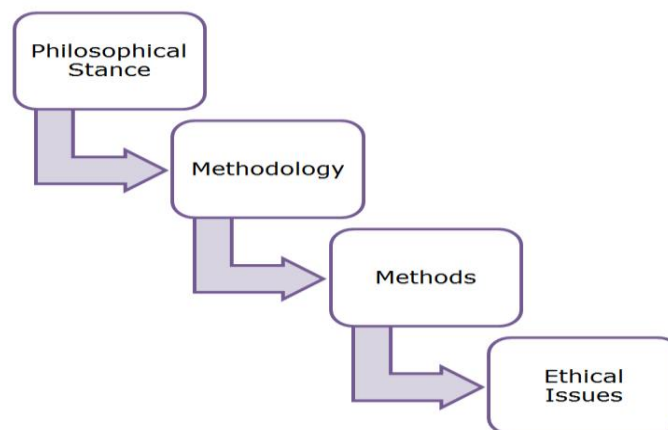 Philosophical
Stance
Methodology
Methods
Ethical
Issues